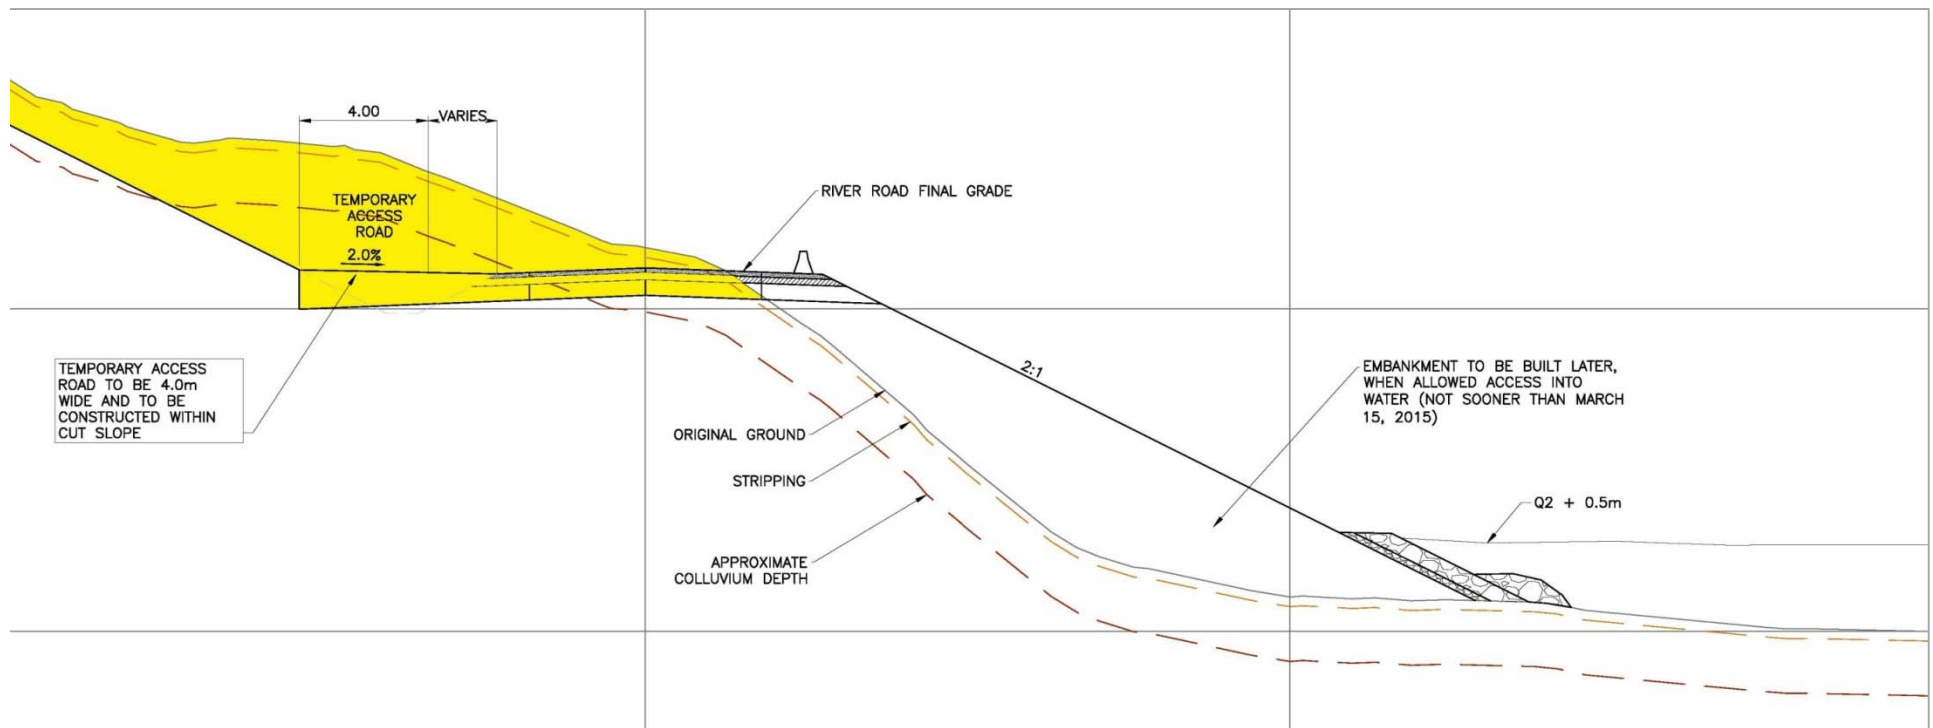 4.00
VARIES
TEMPORARY
ACCESS
ROAD
2.0%
RIVER ROAD FINAL GRADE
TEMPORARY ACCESS
ROAD TO BE 4.0m
WIDE AND TO BE
CONSTRUCTED WITHIN
CUT SLOPE
2:1
EMBANKMENT TO BE BUILT LATER,
WHEN ALLOWED ACCESS INTO
WATER (NOT SOONER THAN MARCH
15, 2015)
ORIGINAL GROUND
STRIPPING
Q2 + 0.5m
APPROXIMATE
COLLUVIUM DEPTH